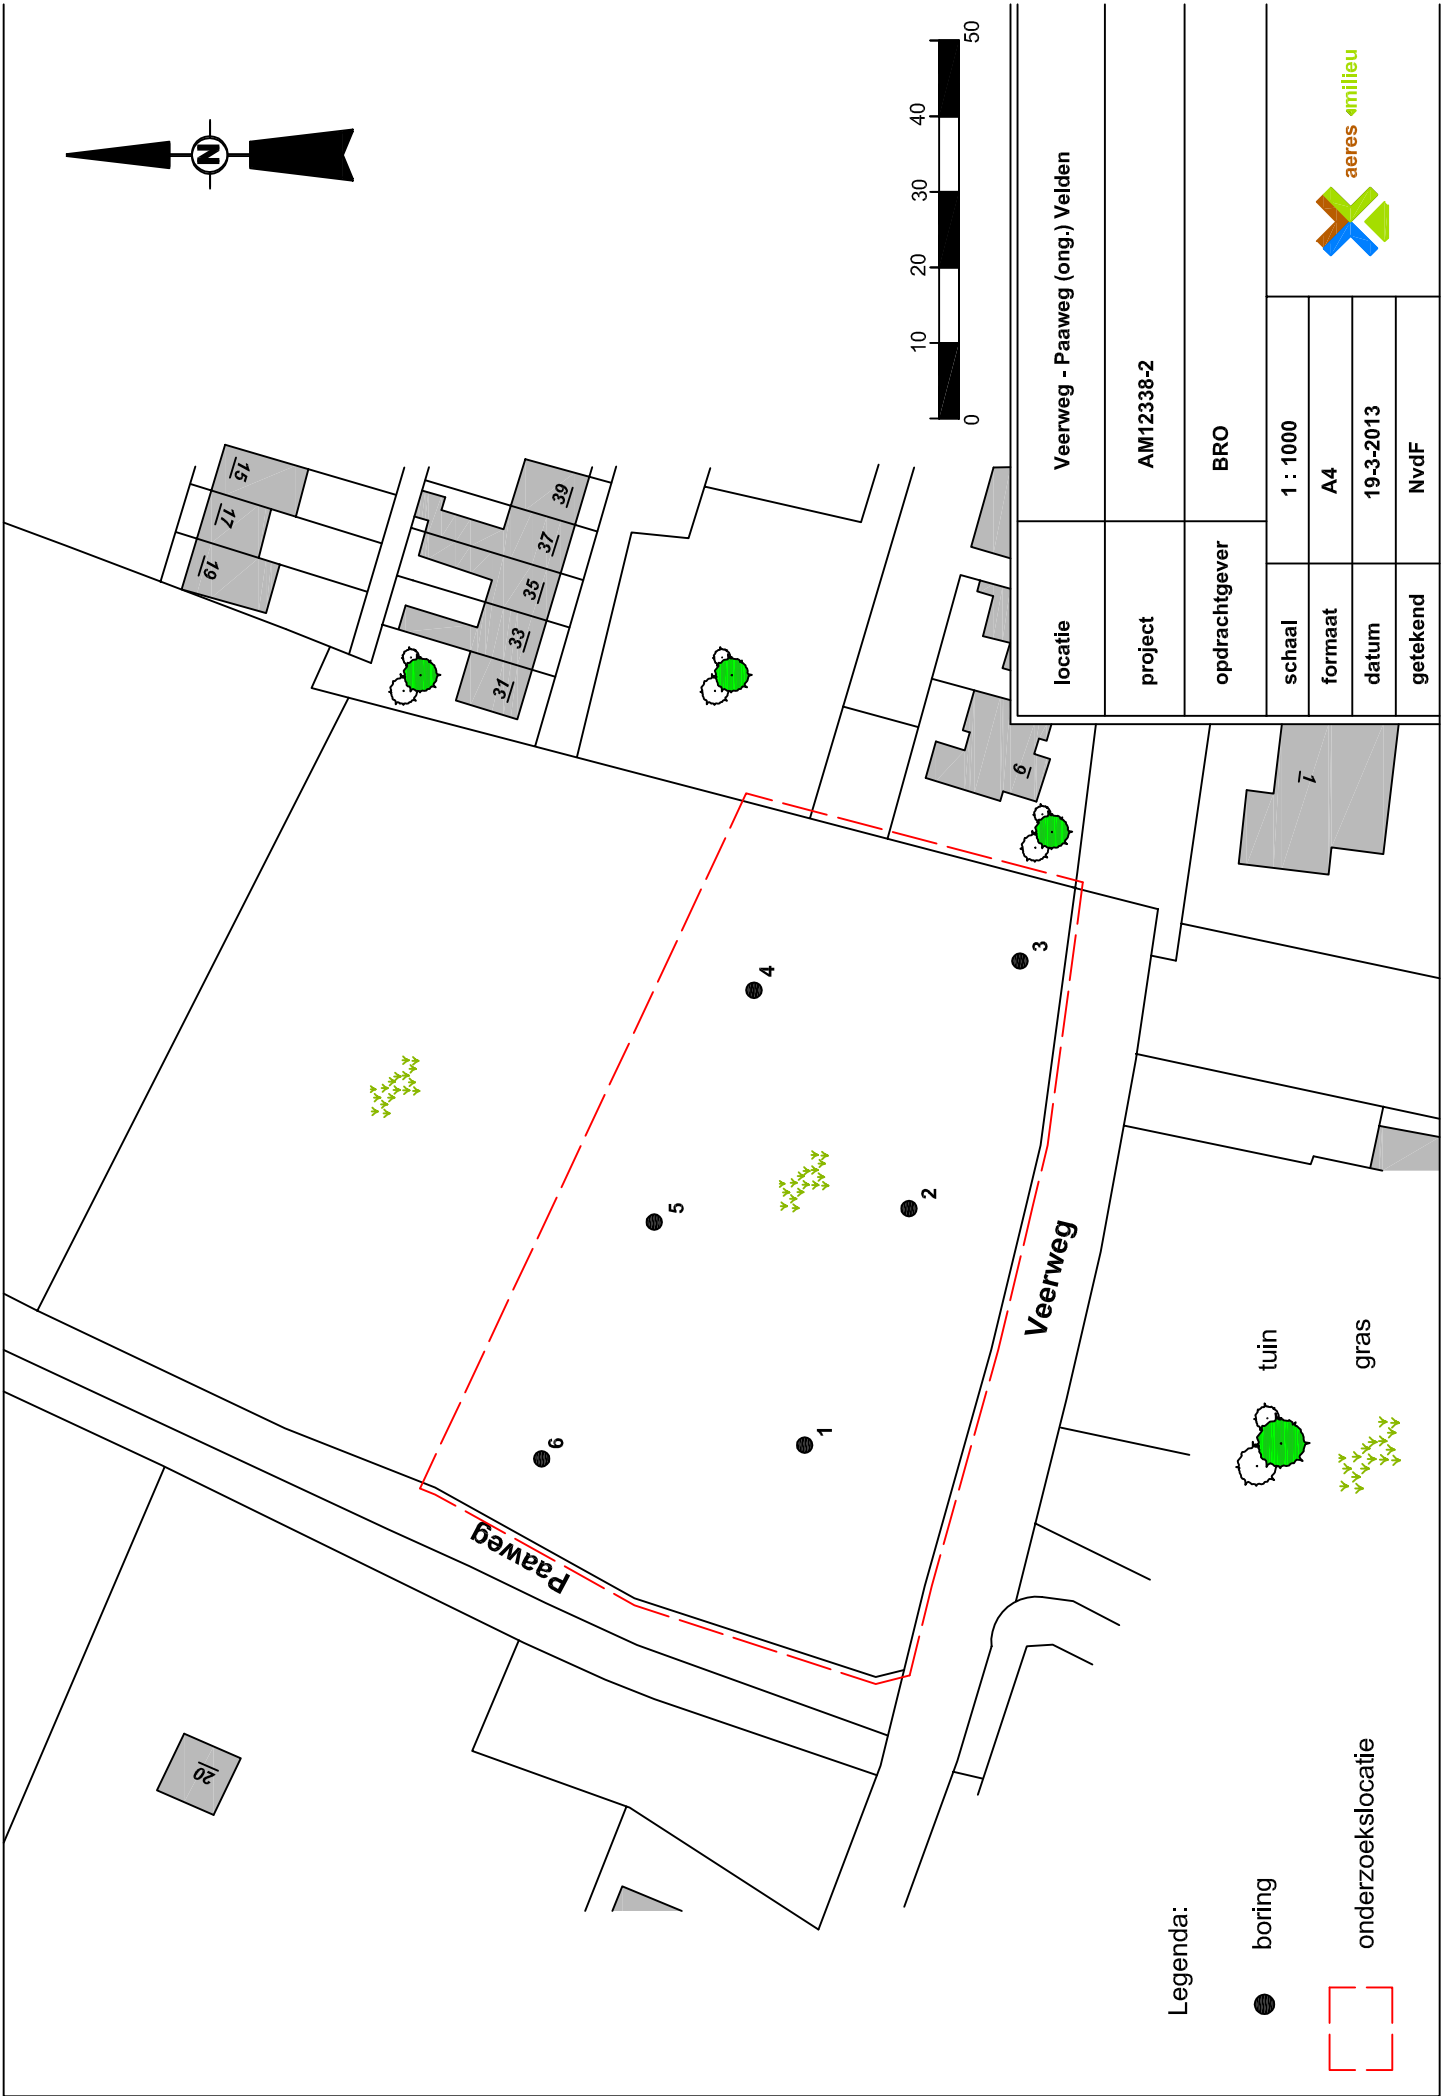 N
15
17
19
39
37
35
33
31
9
1
20
4
3
5
2
6
1
Paaweg
Veerweg
0
10
20
30
40
50
Legenda:
boring
onderzoekslocatie
tuin
gras
locatie Veerweg - Paaweg (ong.) Velden
project AM12338-2
opdrachtgever BRO
schaal 1 : 1000
formaat A4
datum 19-3-2013
getekend NvdF
aeres milieu